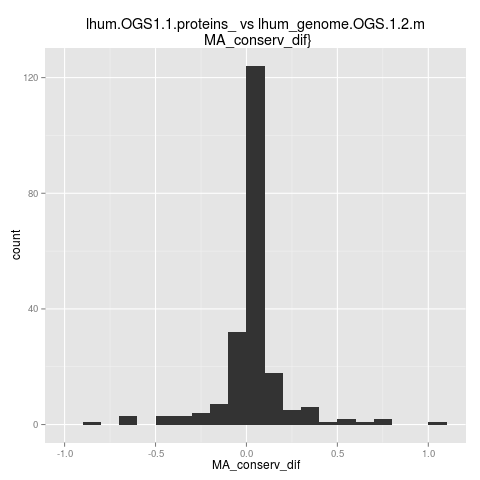 lhum.OGS1.1.proteins_ vs lhum_genome.OGS.1.2.m
MA_conserv_dif}
120
80
40
0
count
-1.0 -0.5 0.0 0.5 1.0
MA_conserv_dif